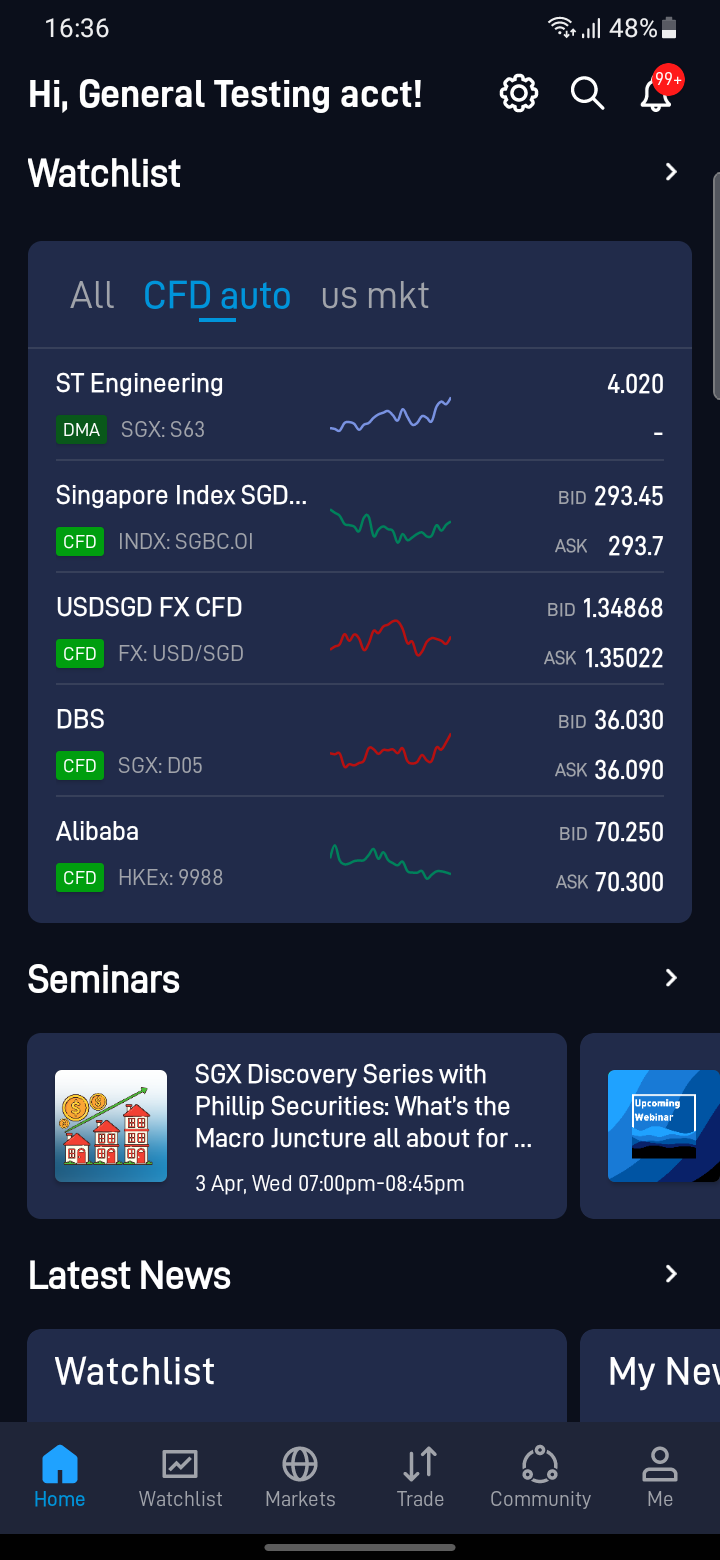 16:36
48%
Hi, General Testing acct!
99+
Watchlist
All CFD auto us mkt
ST Engineering 4.020
DMA SGX: S63 -
Singapore Index SGD... BID 293.45
CFD INDX: SGBC.OI ASK 293.7
USDSGD FX CFD BID 1.34868
CFD FX: USD/SGD ASK 1.35022
DBS BID 36.030
CFD SGX: D05 ASK 36.090
Alibaba BID 70.250
CFD HKEx: 9988 ASK 70.300
Seminars
SGX Discovery Series with
Phillip Securities: What's the
Macro Juncture all about for ...
3 Apr, Wed 07:00pm-08:45pm
Upcoming
Webinar
Latest News
Watchlist
My Nev
Home Watchlist Markets Trade Community Me